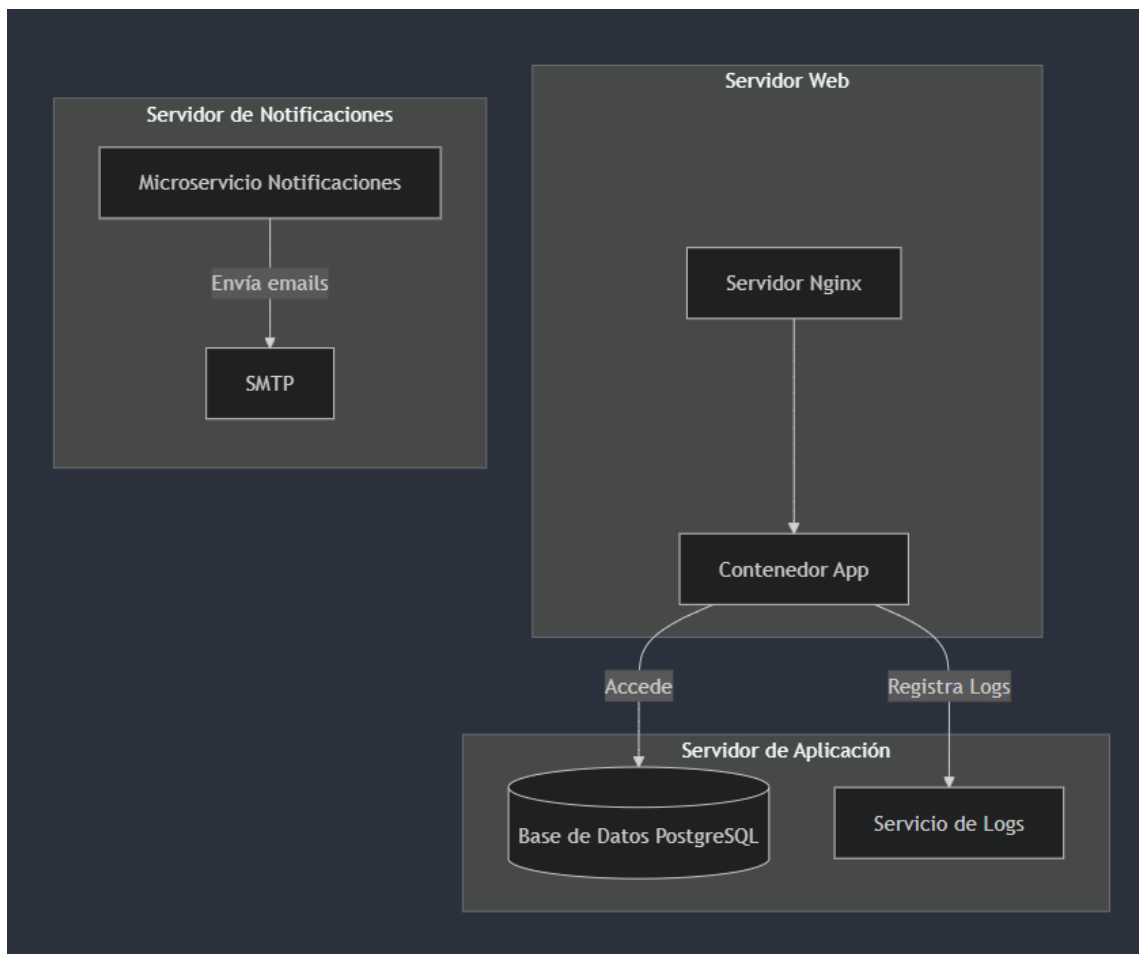 Servidor de Notificaciones
Microservicio Notificaciones
Envía emails
SMTP
Servidor Web
Servidor Nginx
Contenedor App
Accede
Registra Logs
Servidor de Aplicación
Base de Datos PostgreSQL
Servicio de Logs